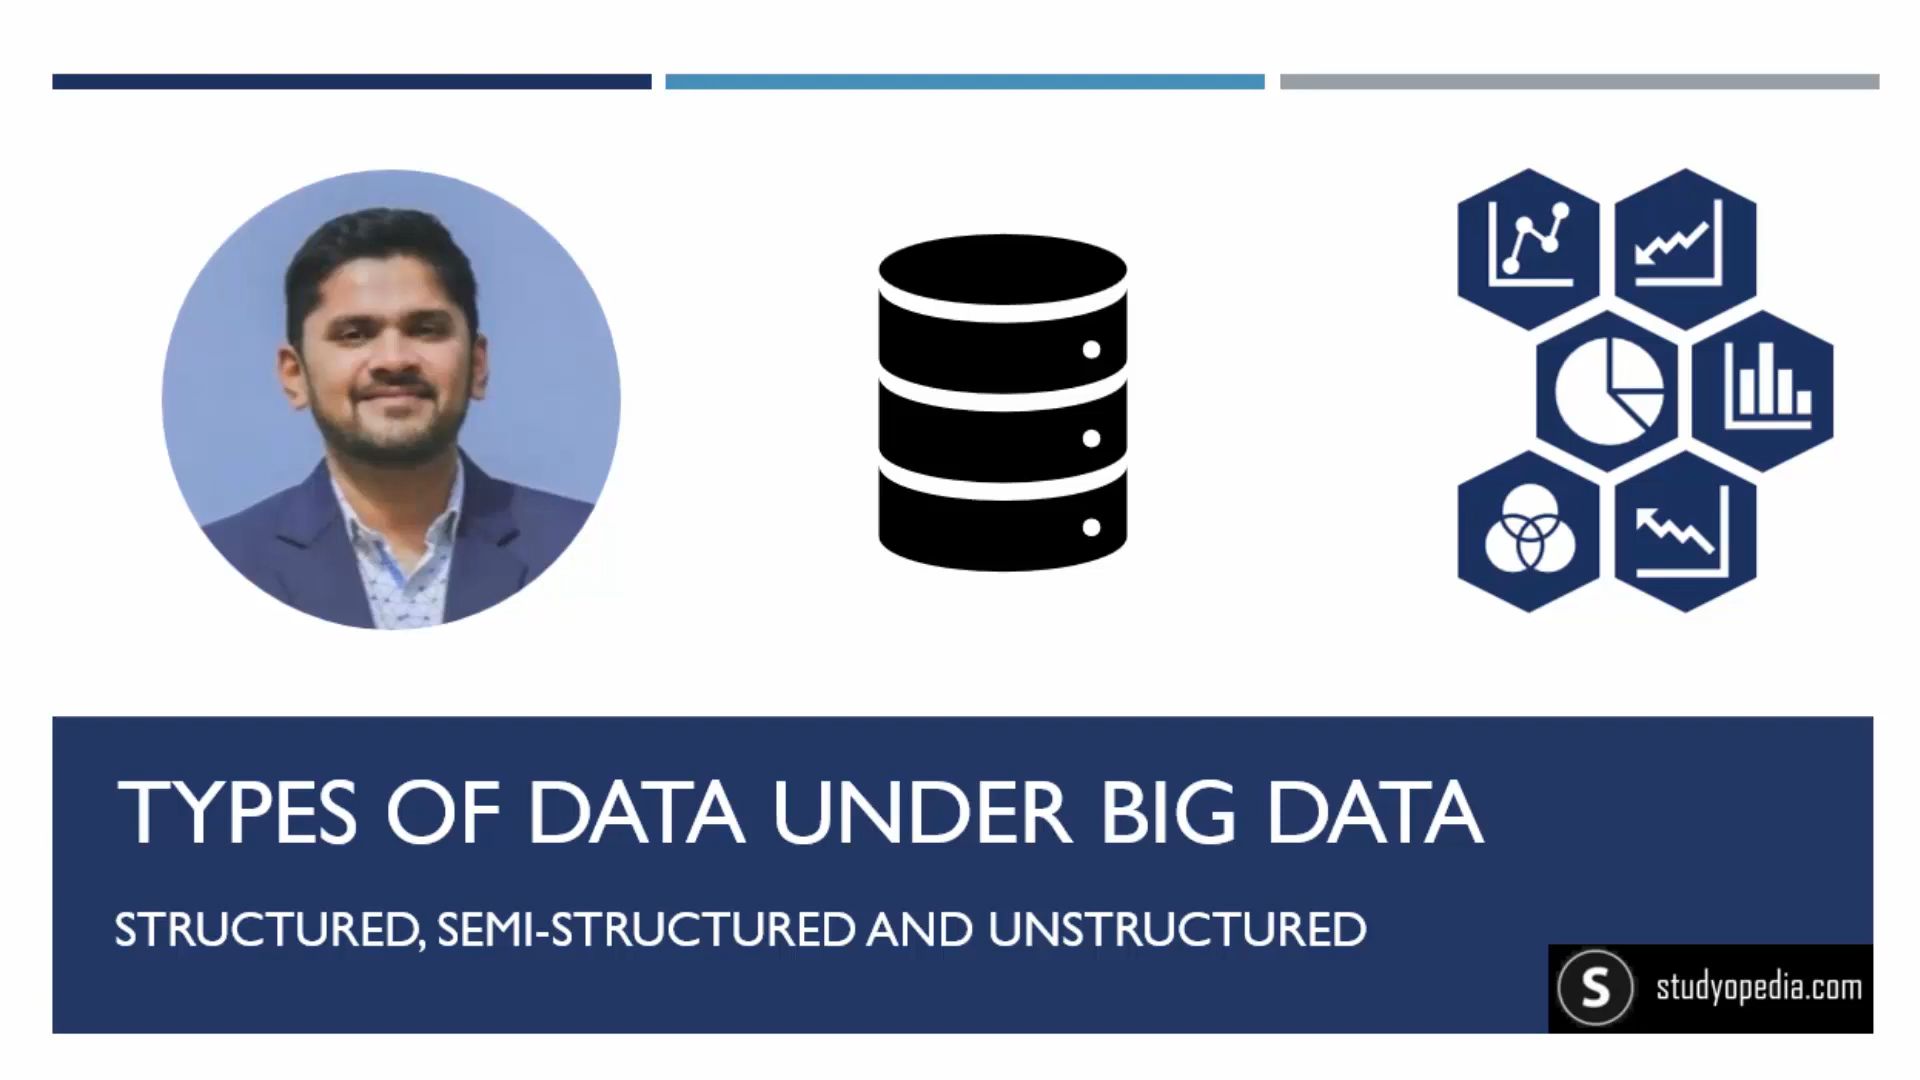 TYPES OF DATA UNDER BIG DATA
STRUCTURED, SEMI-STRUCTURED AND UNSTRUCTURED
S studyopedia.com